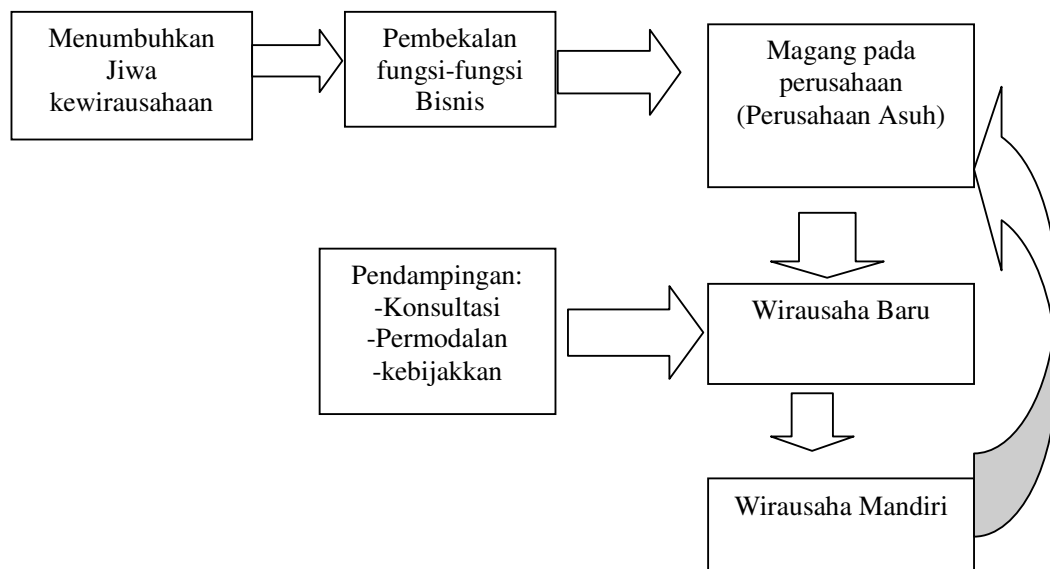 Menumbuhkan
Jiwa
kewirausahaan
Pembekalan
fungsi-fungsi
Bisnis
Magang pada
perusahaan
(Perusahaan Asuh)
Pendampingan:
-Konsultasi
-Permodalan
-kebijakkan
Wirausaha Baru
Wirausaha Mandiri